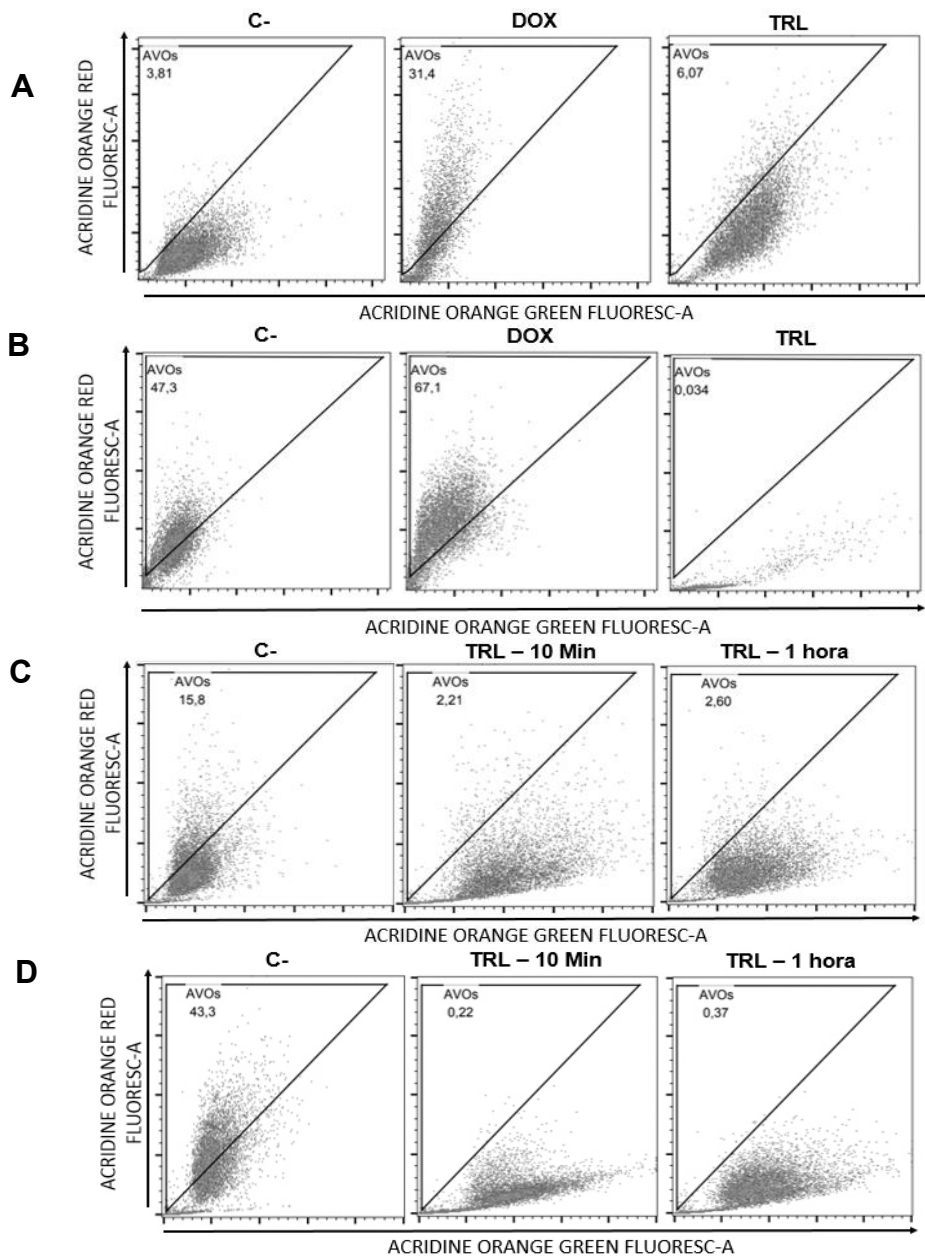 A
C-
DOX
TRL
AVOs
3,81
AVOs
31,4
AVOs
6,07
ACRIDINE ORANGE RED
FLUORESC-A
ACRIDINE ORANGE GREEN FLUORESC-A
B
C-
DOX
TRL
AVOs
47,3
AVOs
67,1
AVOs
0,034
ACRIDINE ORANGE RED
FLUORESC-A
ACRIDINE ORANGE GREEN FLUORESC-A
C
C-
TRL – 10 Min
TRL – 1 hora
AVOs
15,8
AVOs
2,21
AVOs
2,60
ACRIDINE ORANGE RED
FLUORESC-A
ACRIDINE ORANGE GREEN FLUORESC-A
D
C-
TRL – 10 Min
TRL – 1 hora
AVOs
43,3
AVOs
0,22
AVOs
0,37
ACRIDINE ORANGE RED
FLUORESC-A
ACRIDINE ORANGE GREEN FLUORESC-A